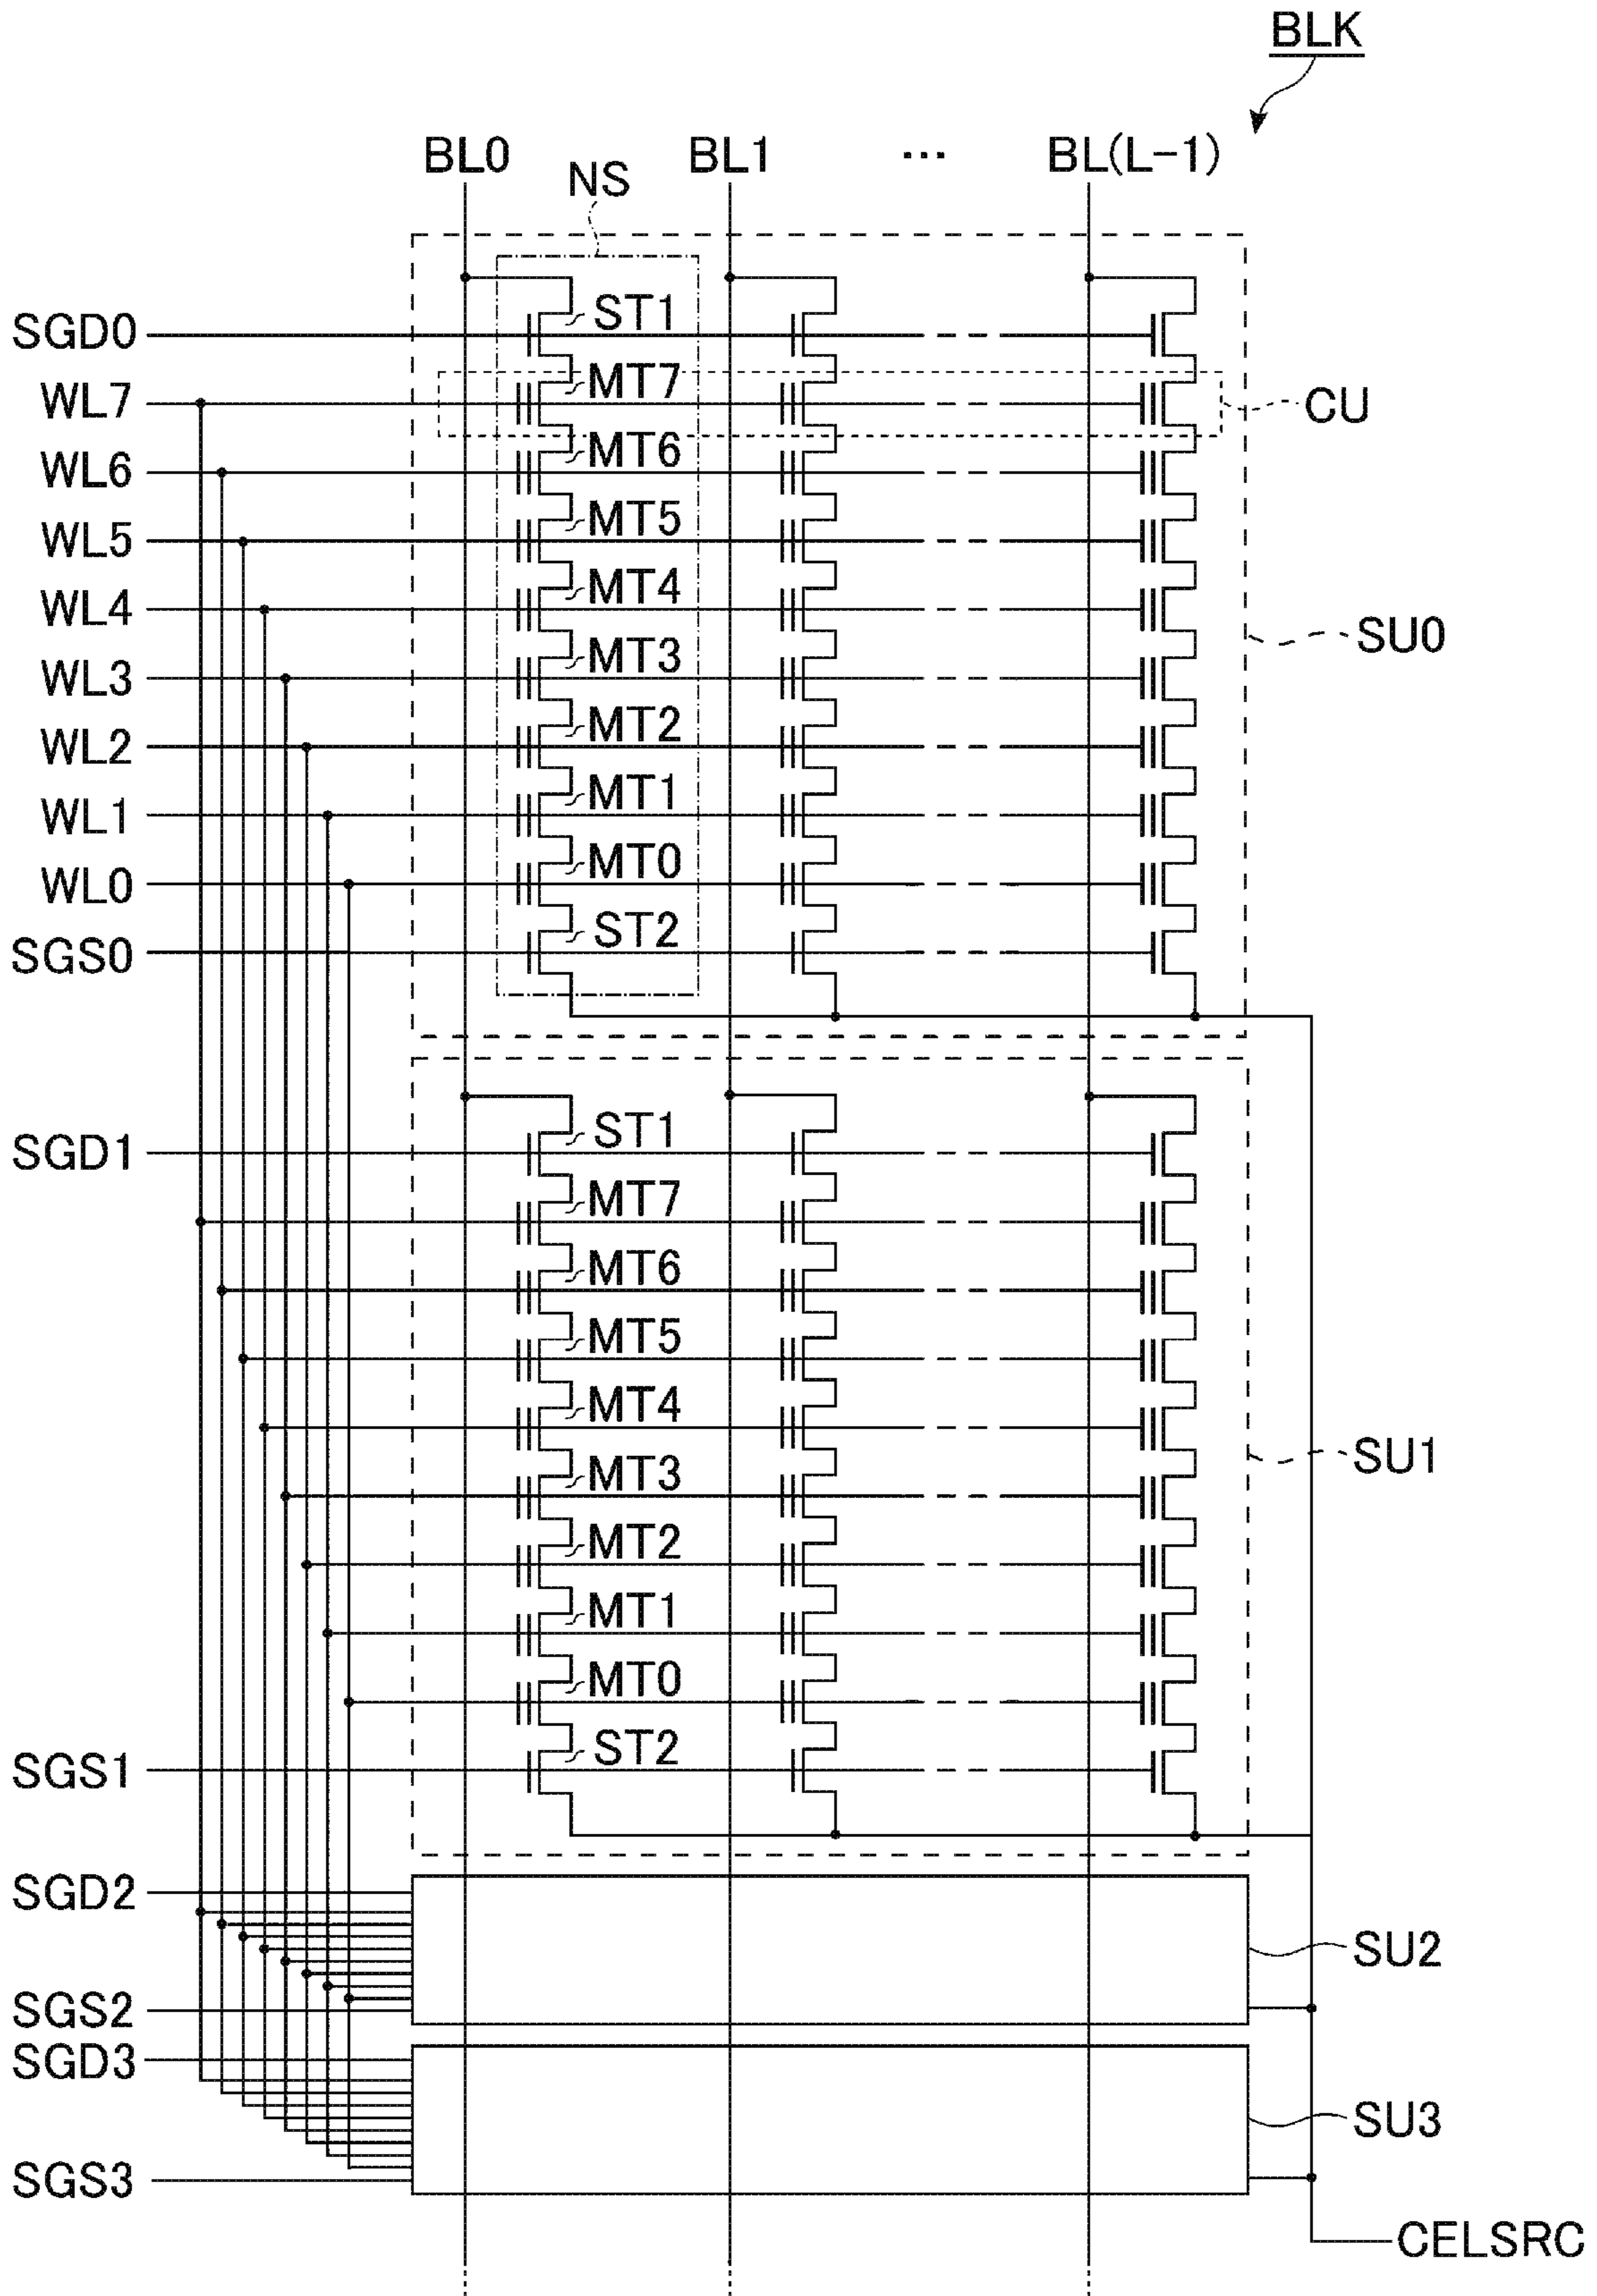 BLK
BL0 BL1 ... BL(L-1)
NS
SGD0 ST1
WL7 MT7 CU
WL6 MT6
WL5 MT5
WL4 MT4
SU0
WL3 MT3
WL2 MT2
WL1 MT1
WL0 MT0
SGS0 ST2
SGD1 ST1
MT7
MT6
MT5
MT4
SU1
MT3
MT2
MT1
MT0
SGS1 ST2
SGD2
SU2
SGS2
SGD3
SU3
SGS3
CELSRC